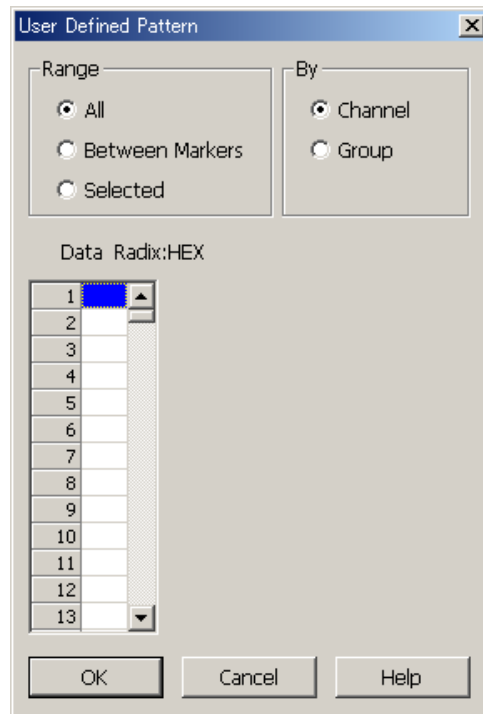 User Defined Pattern
Range
All
Between Markers
Selected
By
Channel
Group
Data Radix:HEX
1
2
3
4
5
6
7
8
9
10
11
12
13
OK
Cancel
Help